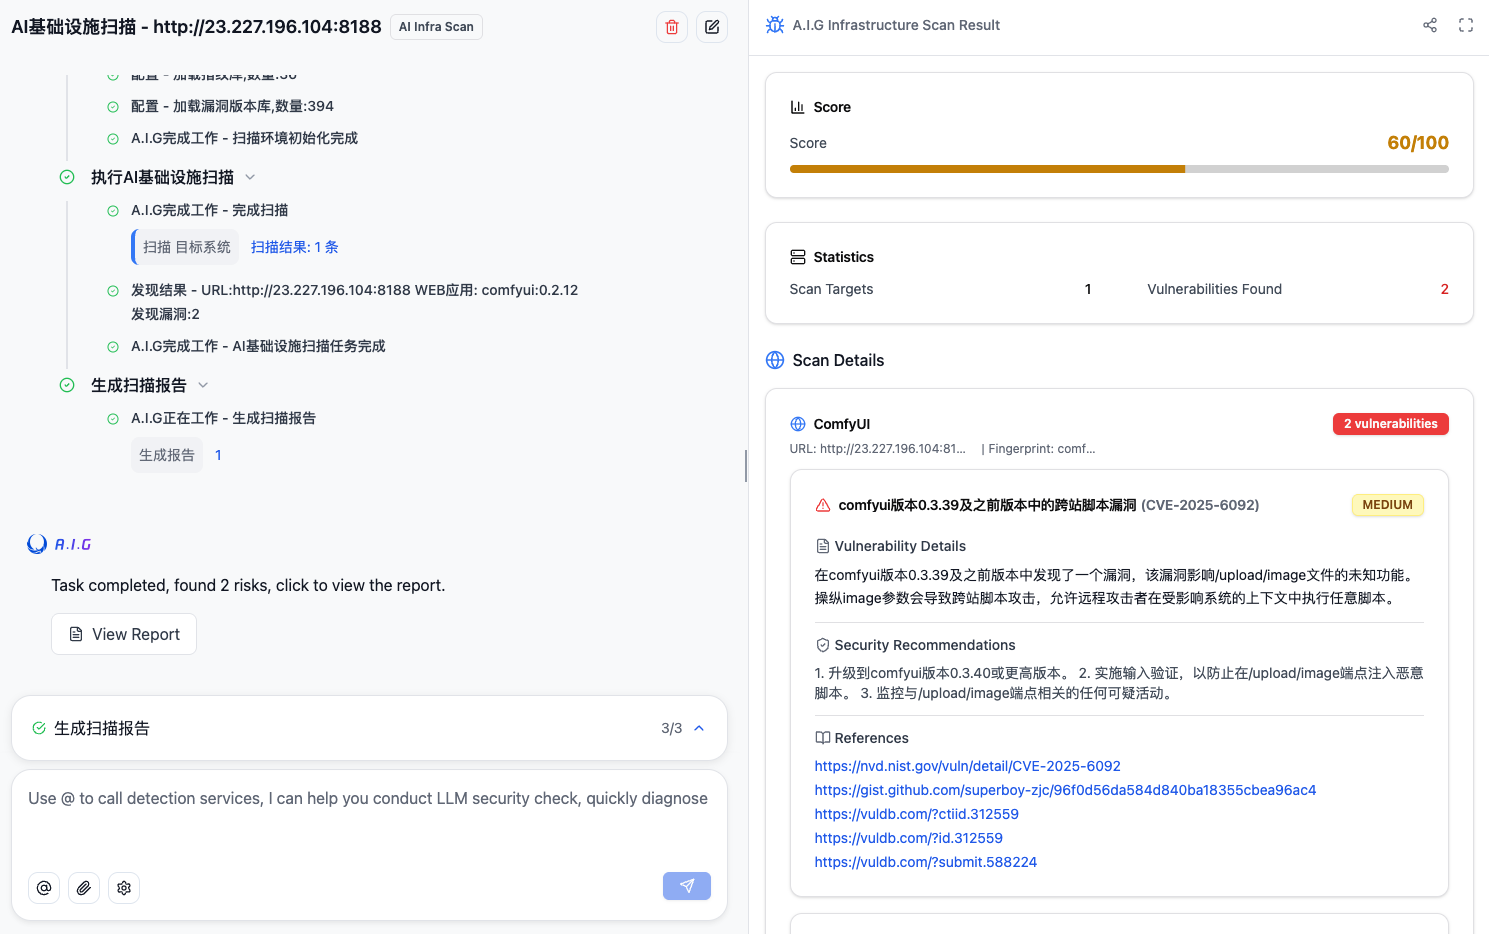 AI基础设施扫描 - http://23.227.196.104:8188 AI Infra Scan
配置 - 加载指纹库,数量:36
配置 - 加载漏洞版本库,数量:394
A.I.G完成工作 - 扫描环境初始化完成
执行AI基础设施扫描
A.I.G完成工作 - 完成扫描
扫描 目标系统 扫描结果: 1 条
发现结果 - URL:http://23.227.196.104:8188 WEB应用: comfyui:0.2.12
发现漏洞:2
A.I.G完成工作 - AI基础设施扫描任务完成
生成扫描报告
A.I.G正在工作 - 生成扫描报告
生成报告 1
A.I.G
Task completed, found 2 risks, click to view the report.
View Report
生成扫描报告 3/3
Use @ to call detection services, I can help you conduct LLM security check, quickly diagnose
A.I.G Infrastructure Scan Result
Score
Score 60/100
Statistics
Scan Targets 1 Vulnerabilities Found 2
Scan Details
ComfyUI 2 vulnerabilities
URL: http://23.227.196.104:81... | Fingerprint: comf...
comfyui版本0.3.39及之前版本中的跨站脚本漏洞 (CVE-2025-6092) MEDIUM
Vulnerability Details
在comfyui版本0.3.39及之前版本中发现了一个漏洞，该漏洞影响/upload/image文件的未知功能。
操纵image参数会导致跨站脚本攻击，允许远程攻击者在受影响系统的上下文中执行任意脚本。
Security Recommendations
1. 升级到comfyui版本0.3.40或更高版本。 2. 实施输入验证，以防止在/upload/image端点注入恶意
脚本。 3. 监控与/upload/image端点相关的任何可疑活动。
References
https://nvd.nist.gov/vuln/detail/CVE-2025-6092
https://gist.github.com/superboy-zjc/96f0d56da584d840ba18355cbea96ac4
https://vuldb.com/?ctiid.312559
https://vuldb.com/?id.312559
https://vuldb.com/?submit.588224